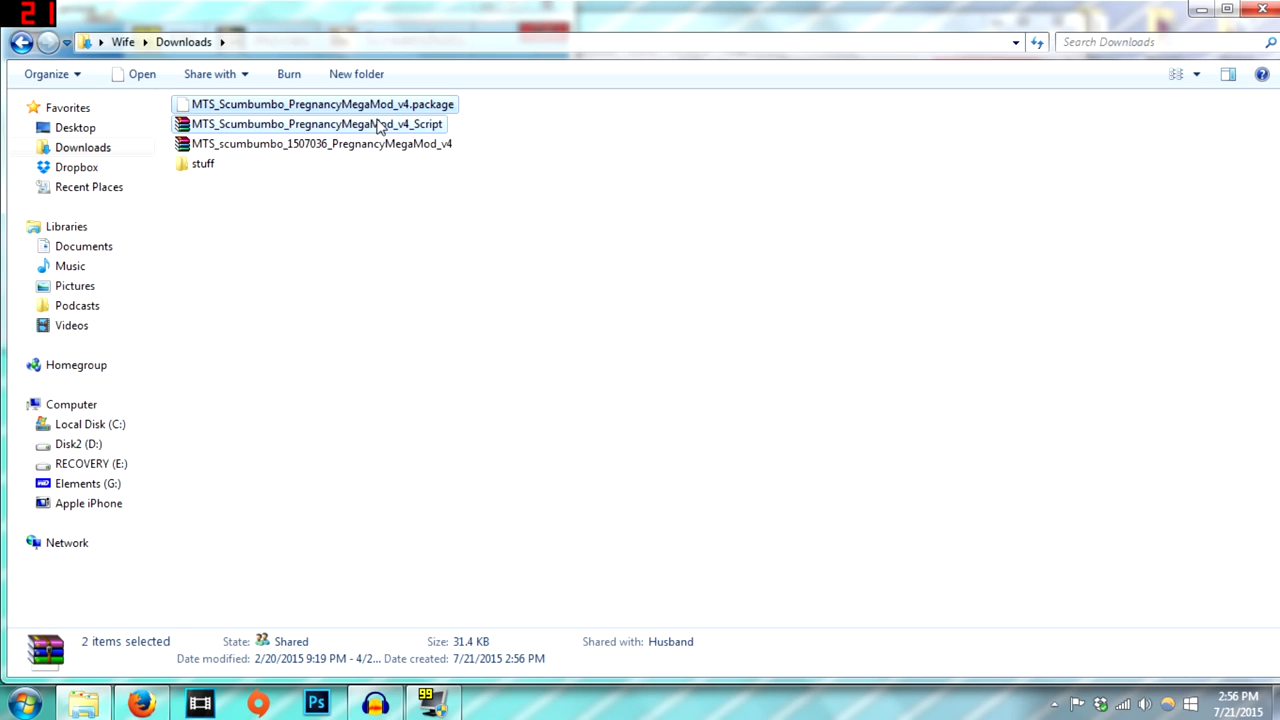 21
Wife Downloads
Search Downloads
Organize Open Share with Burn New folder
Favorites
Desktop
Downloads
Dropbox
Recent Places
Libraries
Documents
Music
Pictures
Podcasts
Videos
Homegroup
Computer
Local Disk (C:)
Disk2 (D:)
RECOVERY (E:)
Elements (G:)
Apple iPhone
Network
MTS_Scumbumbo_PregnancyMegaMod_v4.package
MTS_Scumbumbo_PregnancyMegaMod_v4_Script
MTS_scumbumbo_1507036_PregnancyMegaMod_v4
stuff
2 items selected State: Shared Size: 31.4 KB Shared with: Husband
Date modified: 2/20/2015 9:19 PM - 4/2... Date created: 7/21/2015 2:56 PM
Ps
99
2:56 PM
7/21/2015